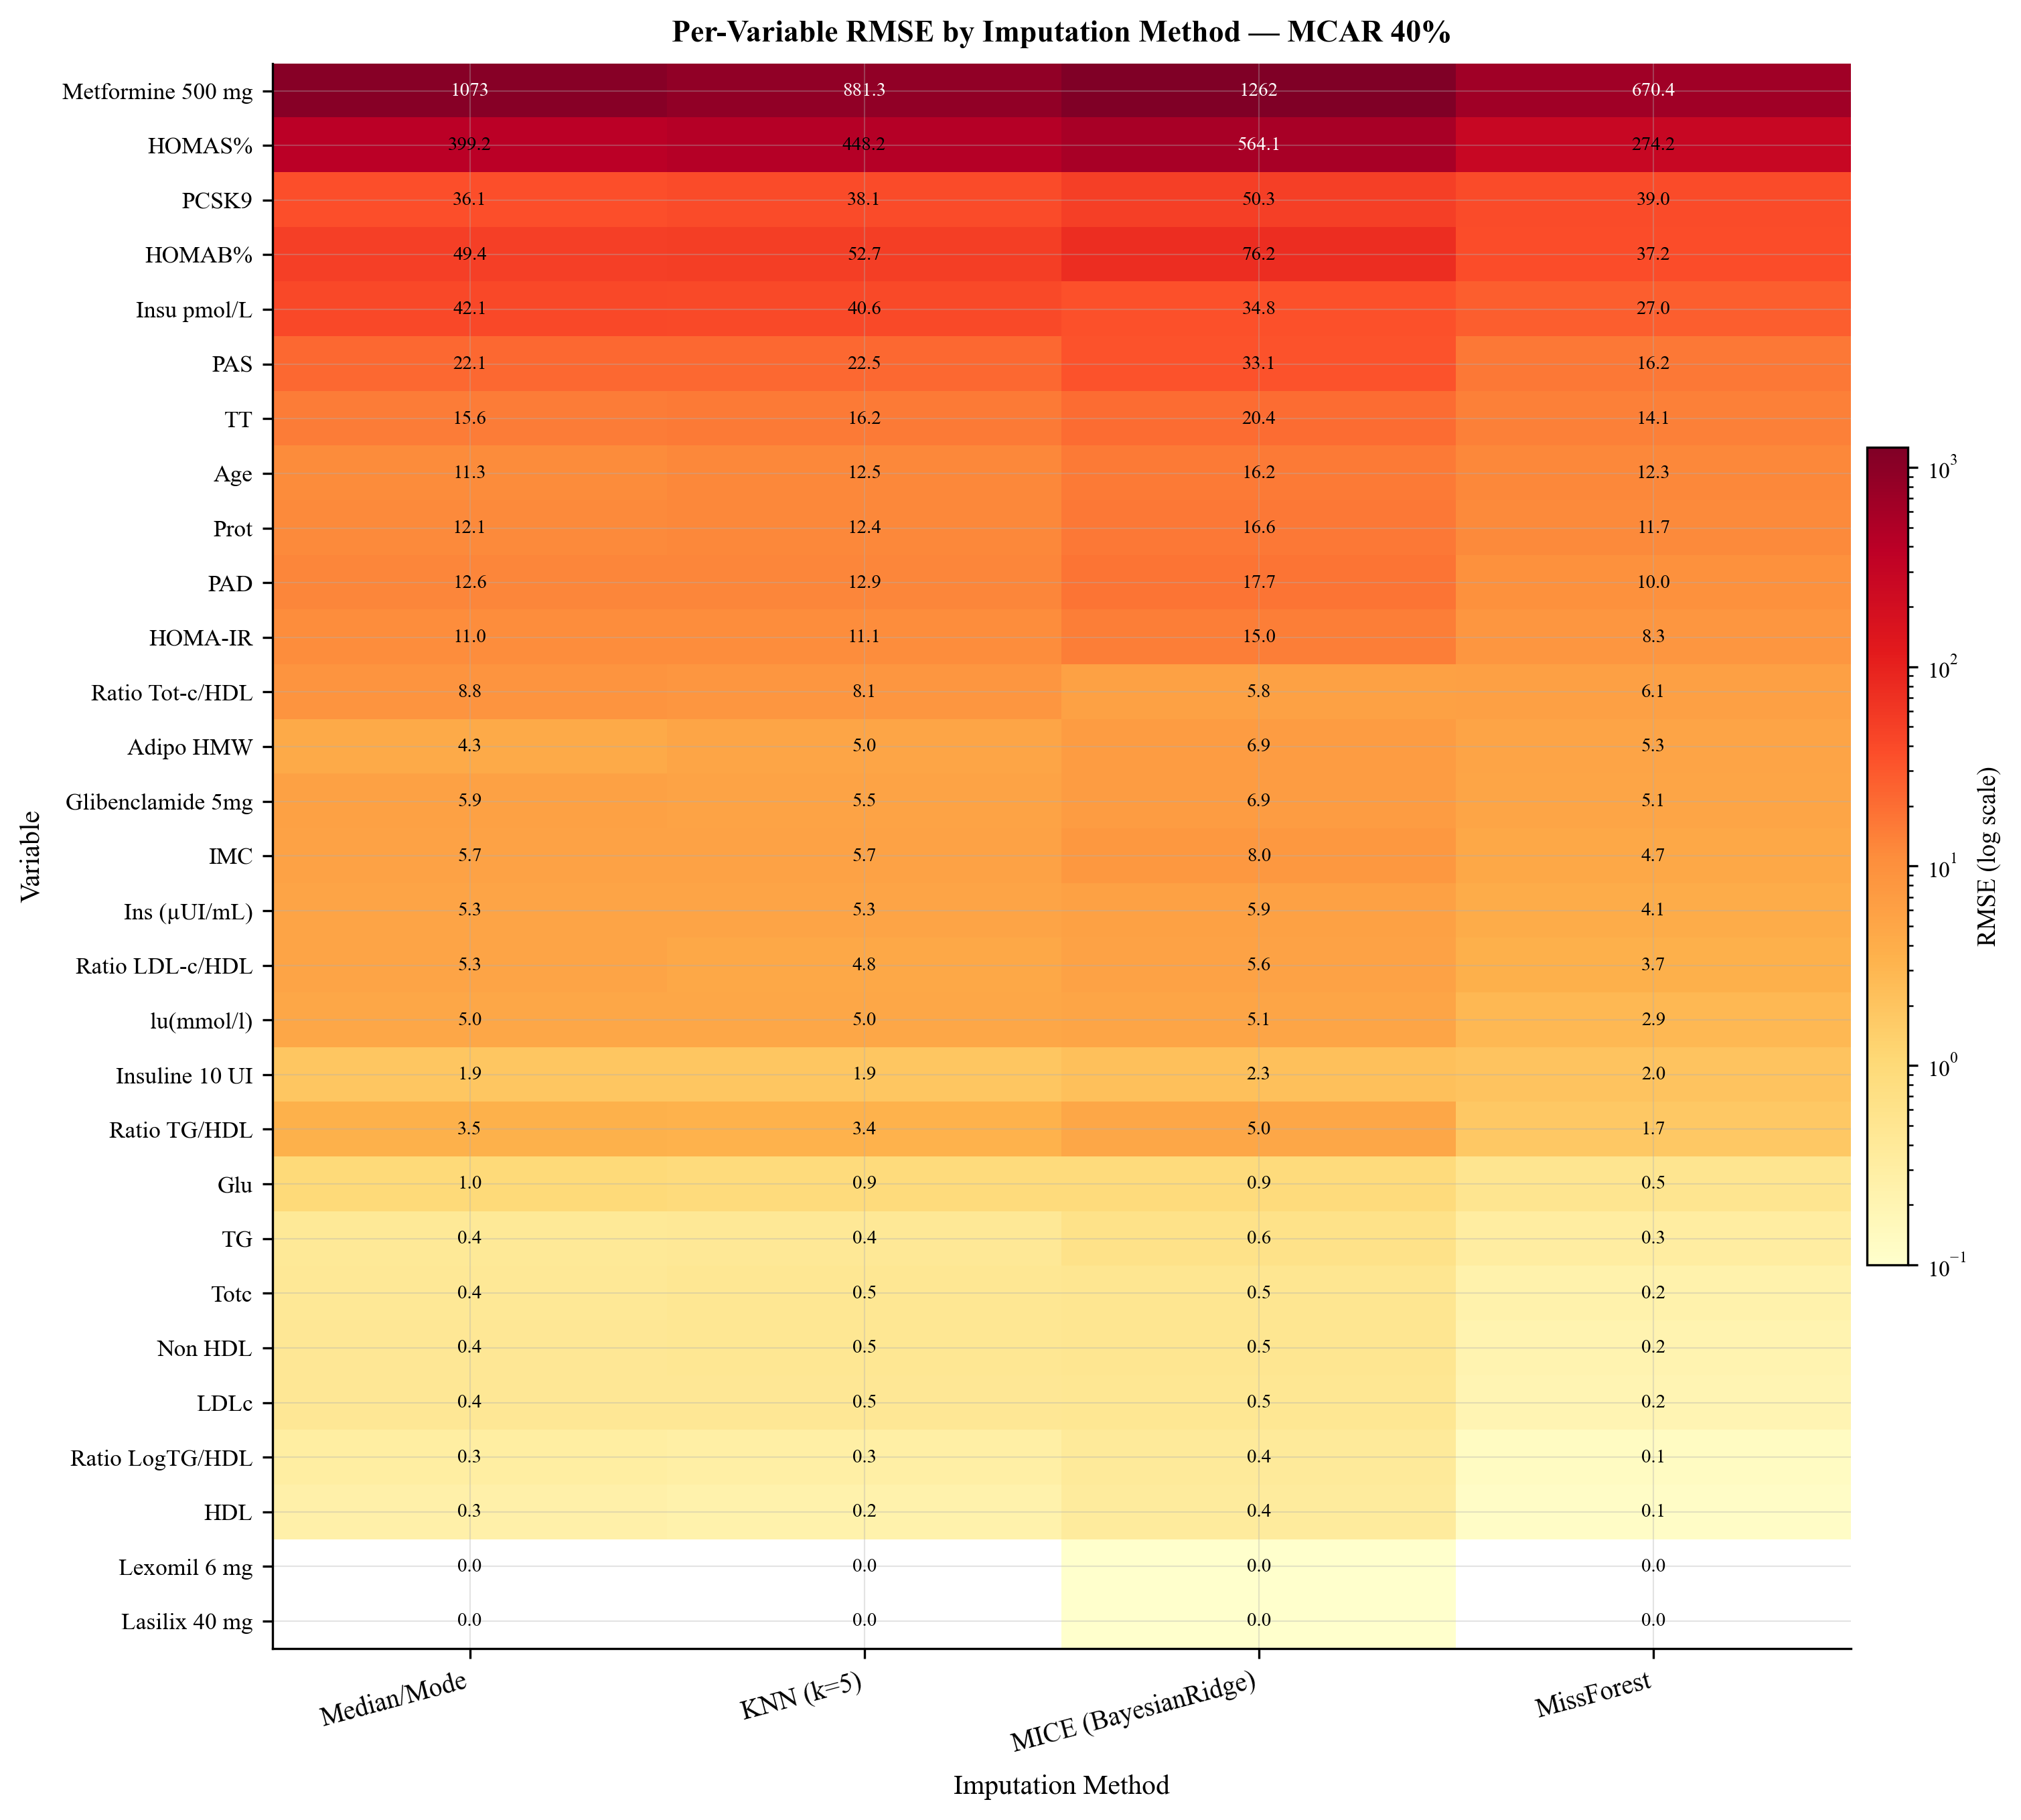 Per-Variable RMSE by Imputation Method — MCAR 40%
Metformine 500 mg 1073 881.3 1262 670.4
HOMAS% 399.2 448.2 564.1 274.2
PCSK9 36.1 38.1 50.3 39.0
HOMAB% 49.4 52.7 76.2 37.2
Insu pmol/L 42.1 40.6 34.8 27.0
PAS 22.1 22.5 33.1 16.2
TT 15.6 16.2 20.4 14.1
Age 11.3 12.5 16.2 12.3
Prot 12.1 12.4 16.6 11.7
PAD 12.6 12.9 17.7 10.0
HOMA-IR 11.0 11.1 15.0 8.3
Ratio Tot-c/HDL 8.8 8.1 5.8 6.1
Adipo HMW 4.3 5.0 6.9 5.3
Glibenclamide 5mg 5.9 5.5 6.9 5.1
IMC 5.7 5.7 8.0 4.7
Ins (µUI/mL) 5.3 5.3 5.9 4.1
Ratio LDL-c/HDL 5.3 4.8 5.6 3.7
lu(mmol/l) 5.0 5.0 5.1 2.9
Insuline 10 UI 1.9 1.9 2.3 2.0
Ratio TG/HDL 3.5 3.4 5.0 1.7
Glu 1.0 0.9 0.9 0.5
TG 0.4 0.4 0.6 0.3
Totc 0.4 0.5 0.5 0.2
Non HDL 0.4 0.5 0.5 0.2
LDLc 0.4 0.5 0.5 0.2
Ratio LogTG/HDL 0.3 0.3 0.4 0.1
HDL 0.3 0.2 0.4 0.1
Lexomil 6 mg 0.0 0.0 0.0 0.0
Lasilix 40 mg 0.0 0.0 0.0 0.0
Variable
Median/Mode
KNN (k=5)
MICE (BayesianRidge)
MissForest
Imputation Method
10³
10²
10¹
10⁰
10⁻¹
RMSE (log scale)